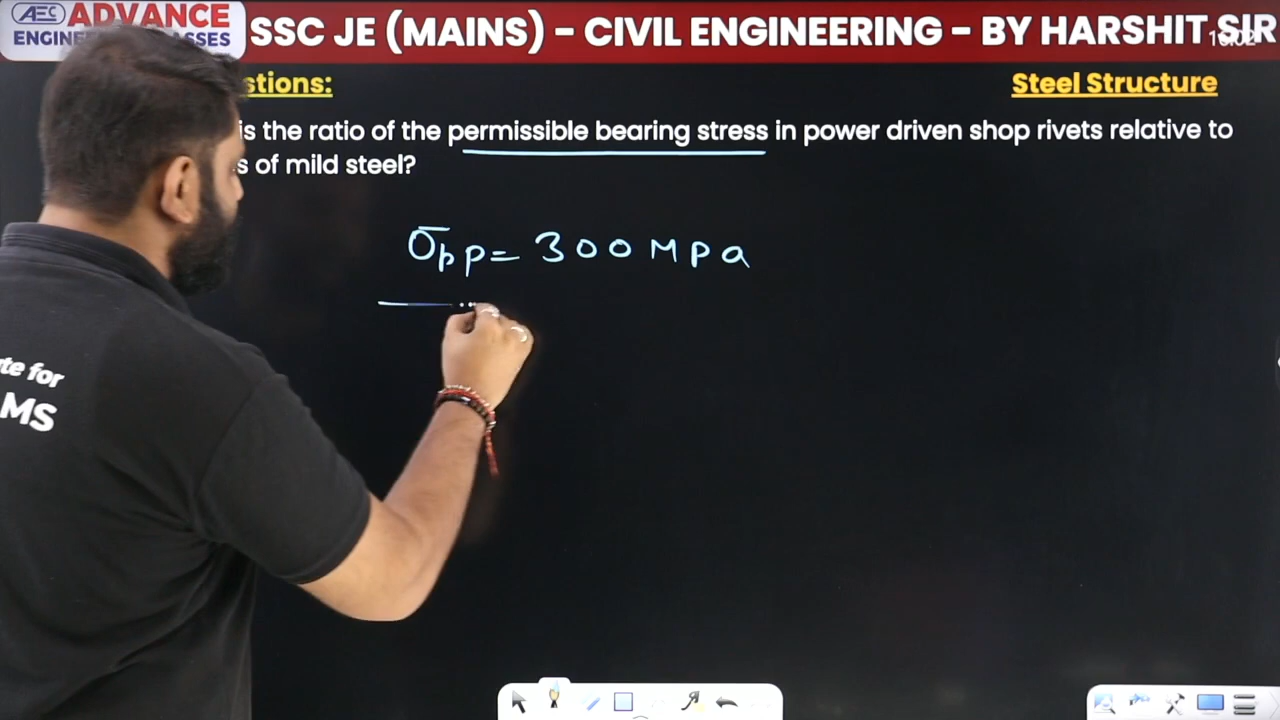 AEC ADVANCE
ENGINE SSES
SSC JE (MAINS) - CIVIL ENGINEERING - BY HARSHIT SIR
stions:
Steel Structure
is the ratio of the permissible bearing stress in power driven shop rivets relative to
s of mild steel?
σpp= 300 MPa
te for
MS